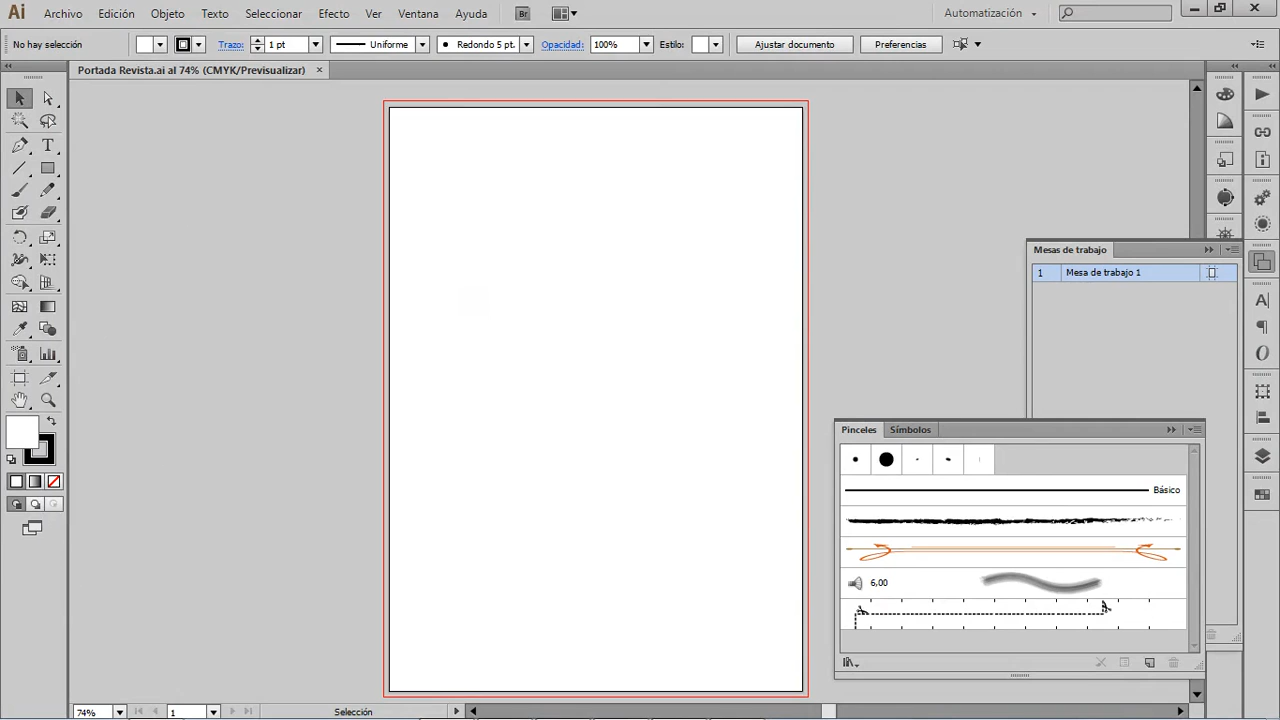 Ai Archivo Edición Objeto Texto Seleccionar Efecto Ver Ventana Ayuda Br Automatización
No hay selección Trazo: 1 pt Uniforme Redondo 5 pt. Opacidad: 100% Estilo: Ajustar documento Preferencias
Portada Revista.ai al 74% (CMYK/Previsualizar)
Mesas de trabajo
1 Mesa de trabajo 1
Pinceles Símbolos
Básico
6,00
74% 1 Selección